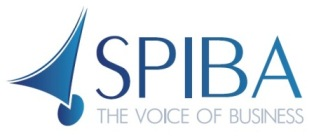 SPIBA
THE VOICE OF BUSINESS